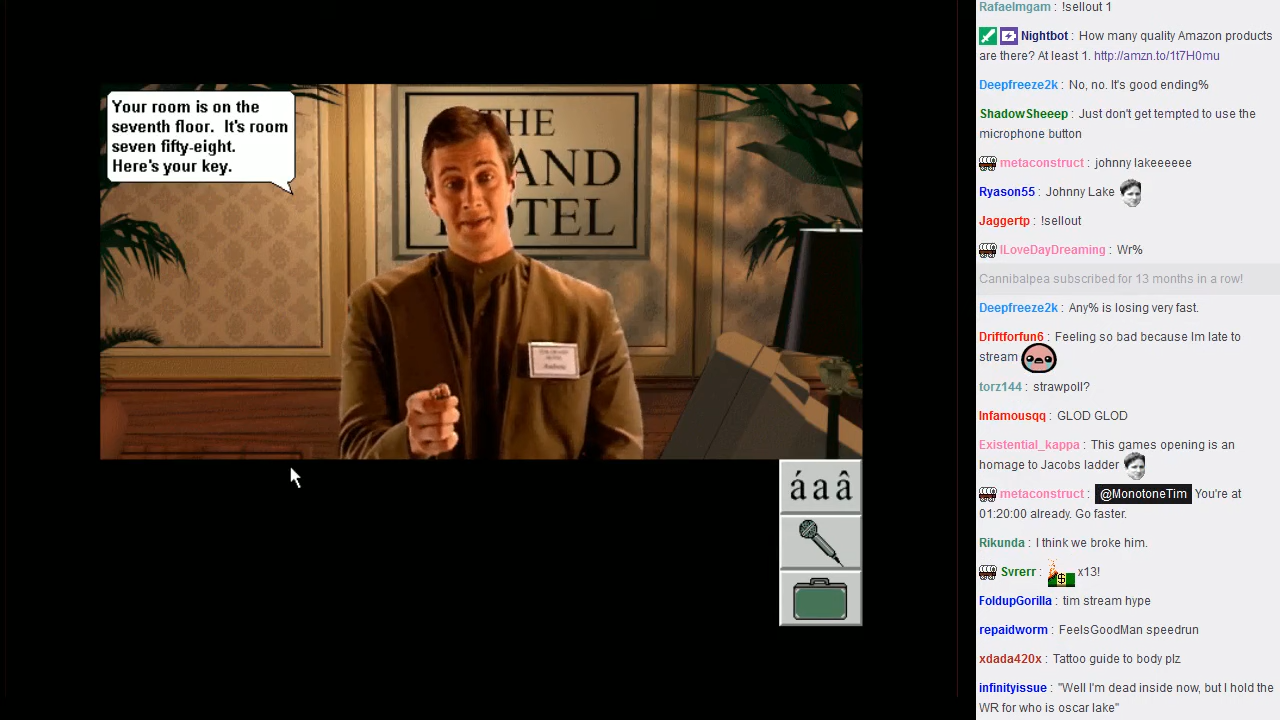 Your room is on the
seventh floor.  It's room
seven fifty-eight.
Here's your key.
THE
AND
OTEL
á a â
Rafaelmgam : !sellout 1
Nightbot : How many quality Amazon products
are there? At least 1. http://amzn.to/1t7H0mu
Deepfreeze2k : No, no. It's good ending%
ShadowSheeep : Just don't get tempted to use the
microphone button
metaconstruct : johnny lakeeeeee
Ryason55 : Johnny Lake
Jaggertp : !sellout
ILoveDayDreaming : Wr%
Cannibalpea subscribed for 13 months in a row!
Deepfreeze2k : Any% is losing very fast.
Driftforfun6 : Feeling so bad because Im late to
stream
torz144 : strawpoll?
Infamousqq : GLOD GLOD
Existential_kappa : This games opening is an
homage to Jacobs ladder
metaconstruct : @MonotoneTim You're at
01:20:00 already. Go faster.
Rikunda : I think we broke him.
Svrerr : $ x13!
FoldupGorilla : tim stream hype
repaidworm : FeelsGoodMan speedrun
xdada420x : Tattoo guide to body plz
infinityissue : "Well I'm dead inside now, but I hold the
WR for who is oscar lake"